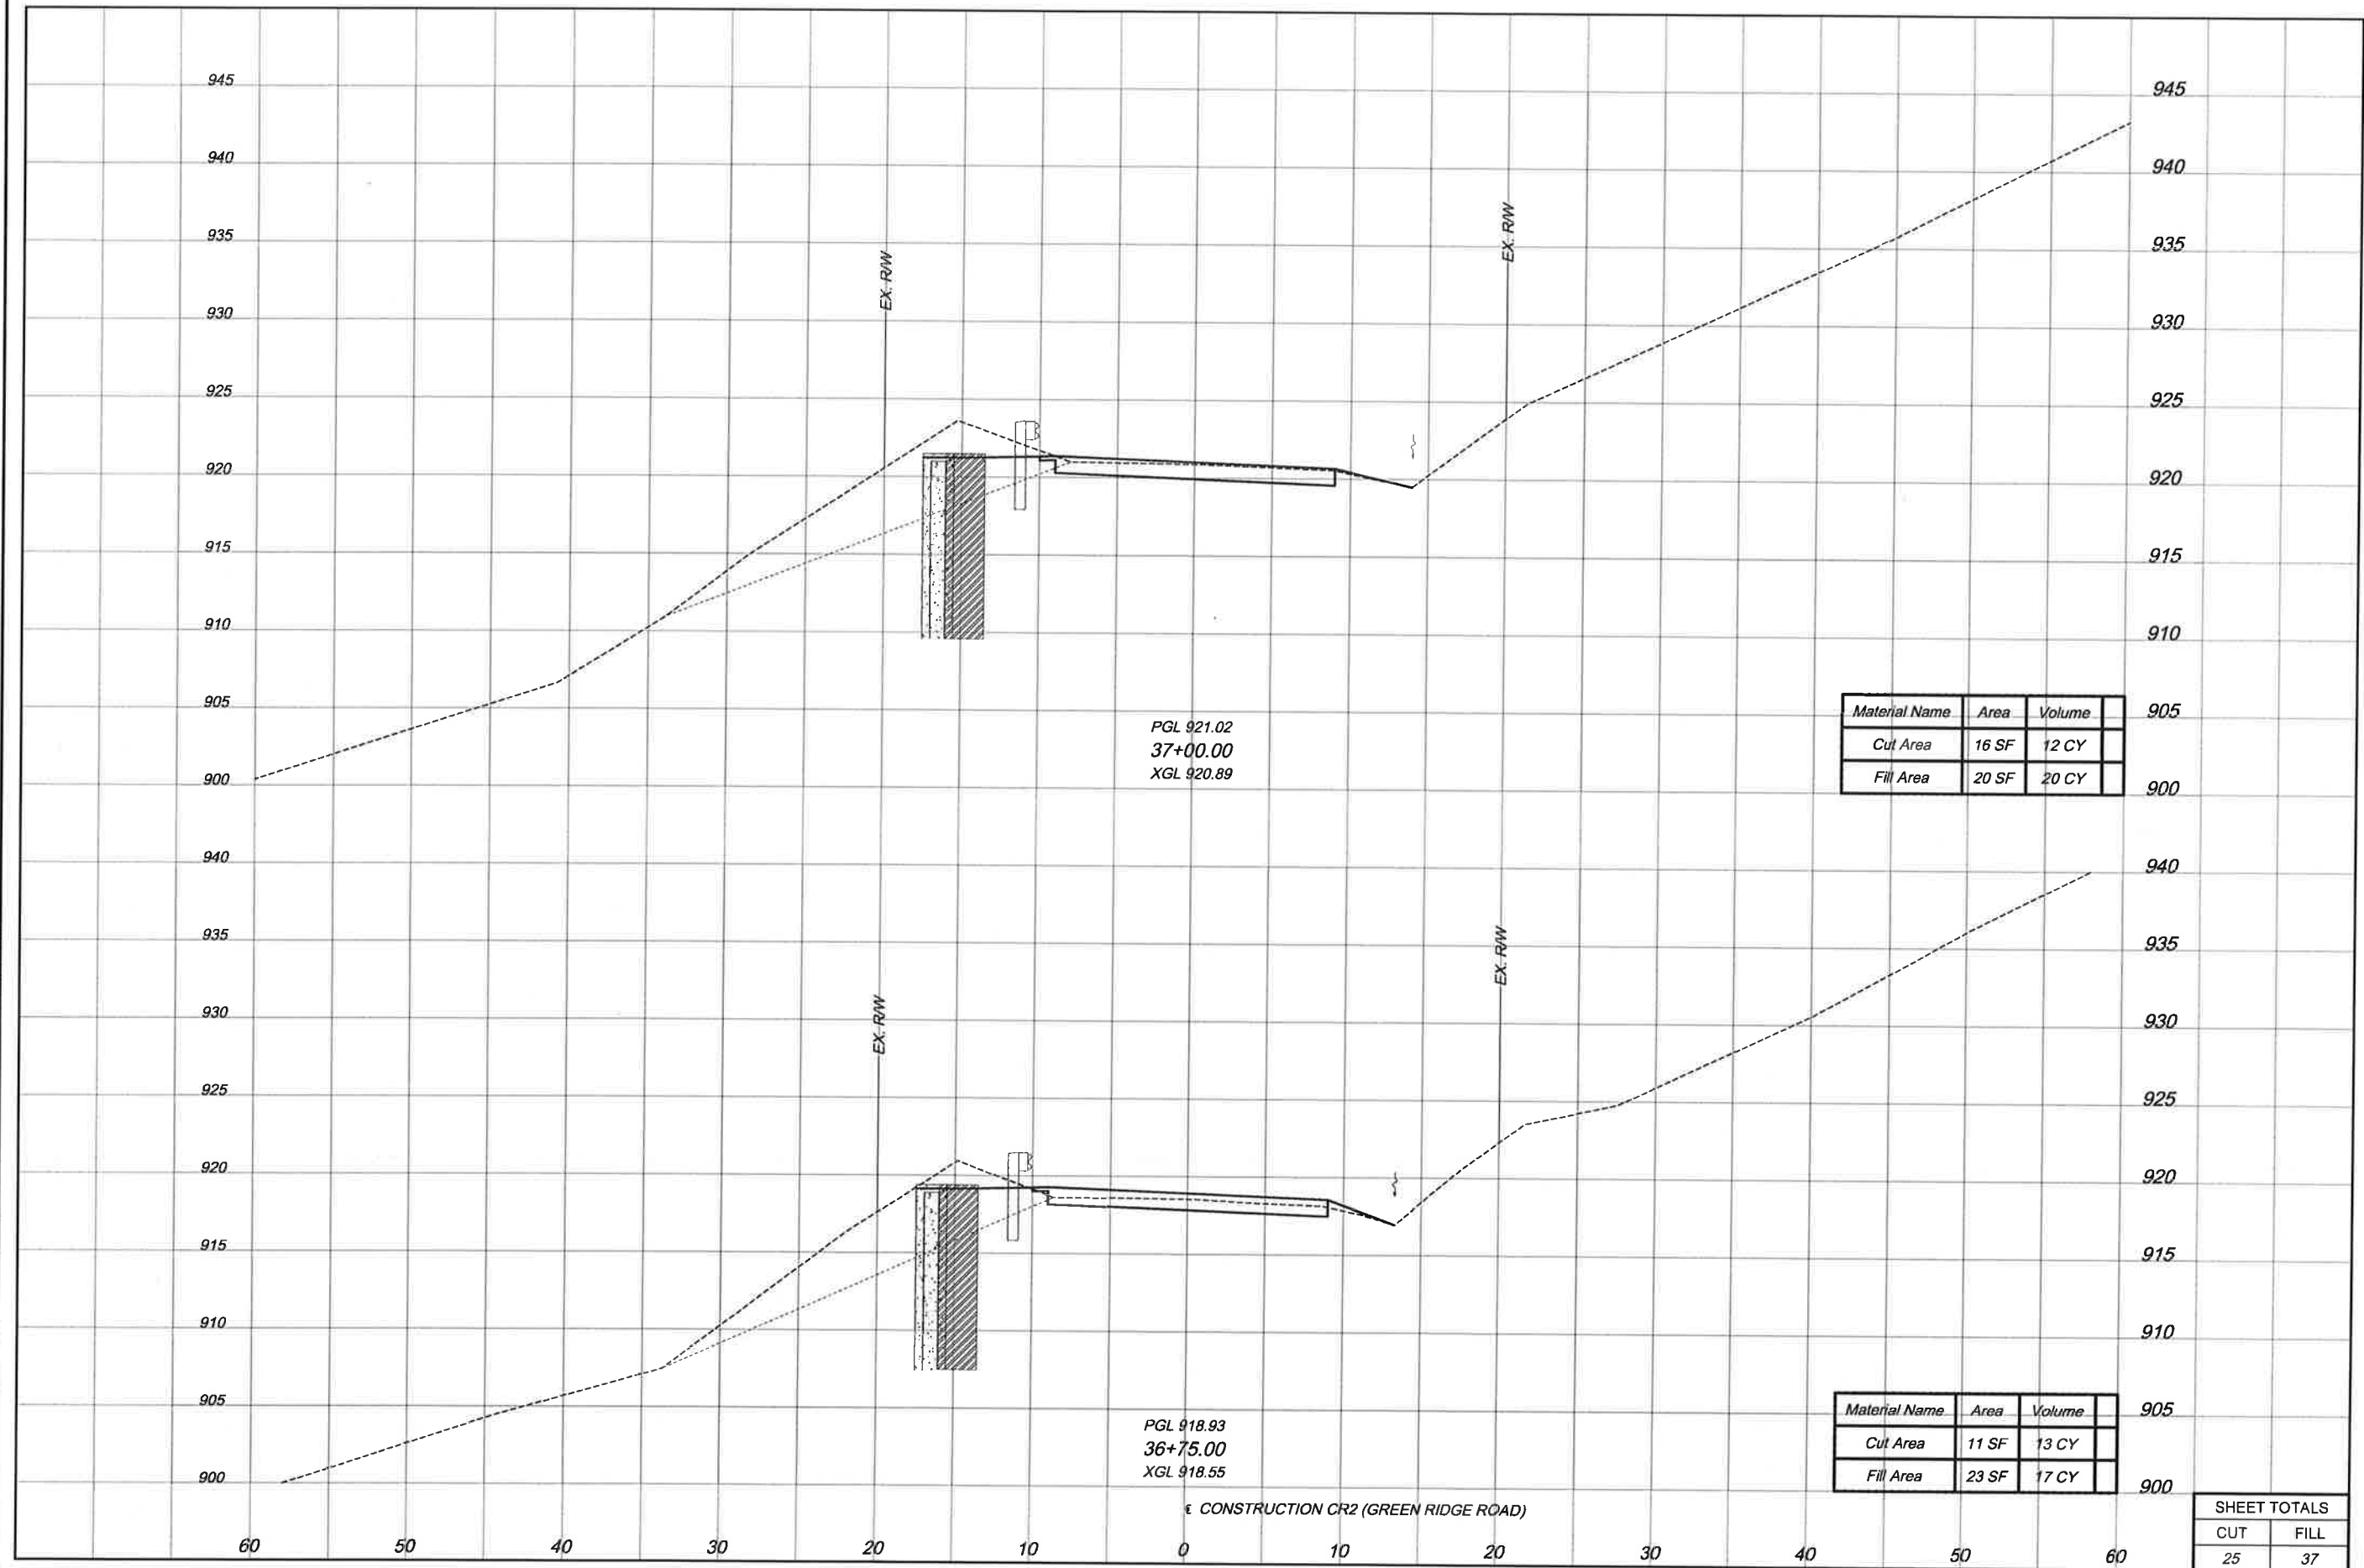 945 945
940 940
EX. R/W
935 935
EX. R/W
930 930
925 925
920 920
915 915
910 910
Material Name Area Volume
905 905
PGL 921.02
37+00.00
XGL 920.89
Cut Area 16 SF 12 CY
Fill Area 20 SF 20 CY
900 900
940 940
935 935
EX. R/W
930 930
EX. R/W
925 925
920 920
915 915
910 910
Material Name Area Volume
905 905
PGL 918.93
36+75.00
XGL 918.55
Cut Area 11 SF 13 CY
Fill Area 23 SF 17 CY
900 900
℄ CONSTRUCTION CR2 (GREEN RIDGE ROAD)
60 50 40 30 20 10 0 10 20 30 40 50 60
SHEET TOTALS
CUT FILL
25 37